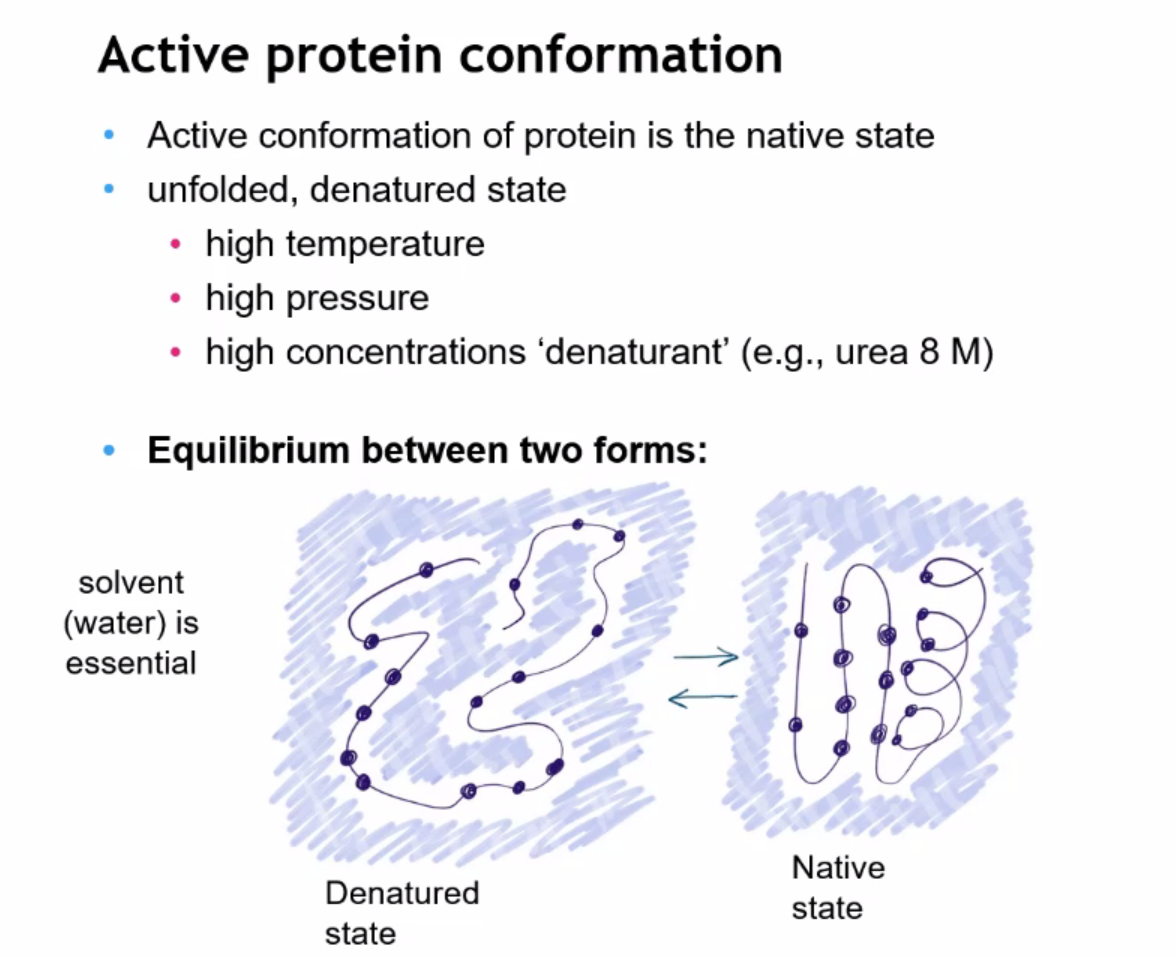 Active protein conformation
• Active conformation of protein is the native state
• unfolded, denatured state
• high temperature
• high pressure
• high concentrations ‘denaturant’ (e.g., urea 8 M)
• Equilibrium between two forms:
solvent
(water) is
essential
Denatured
state
Native
state